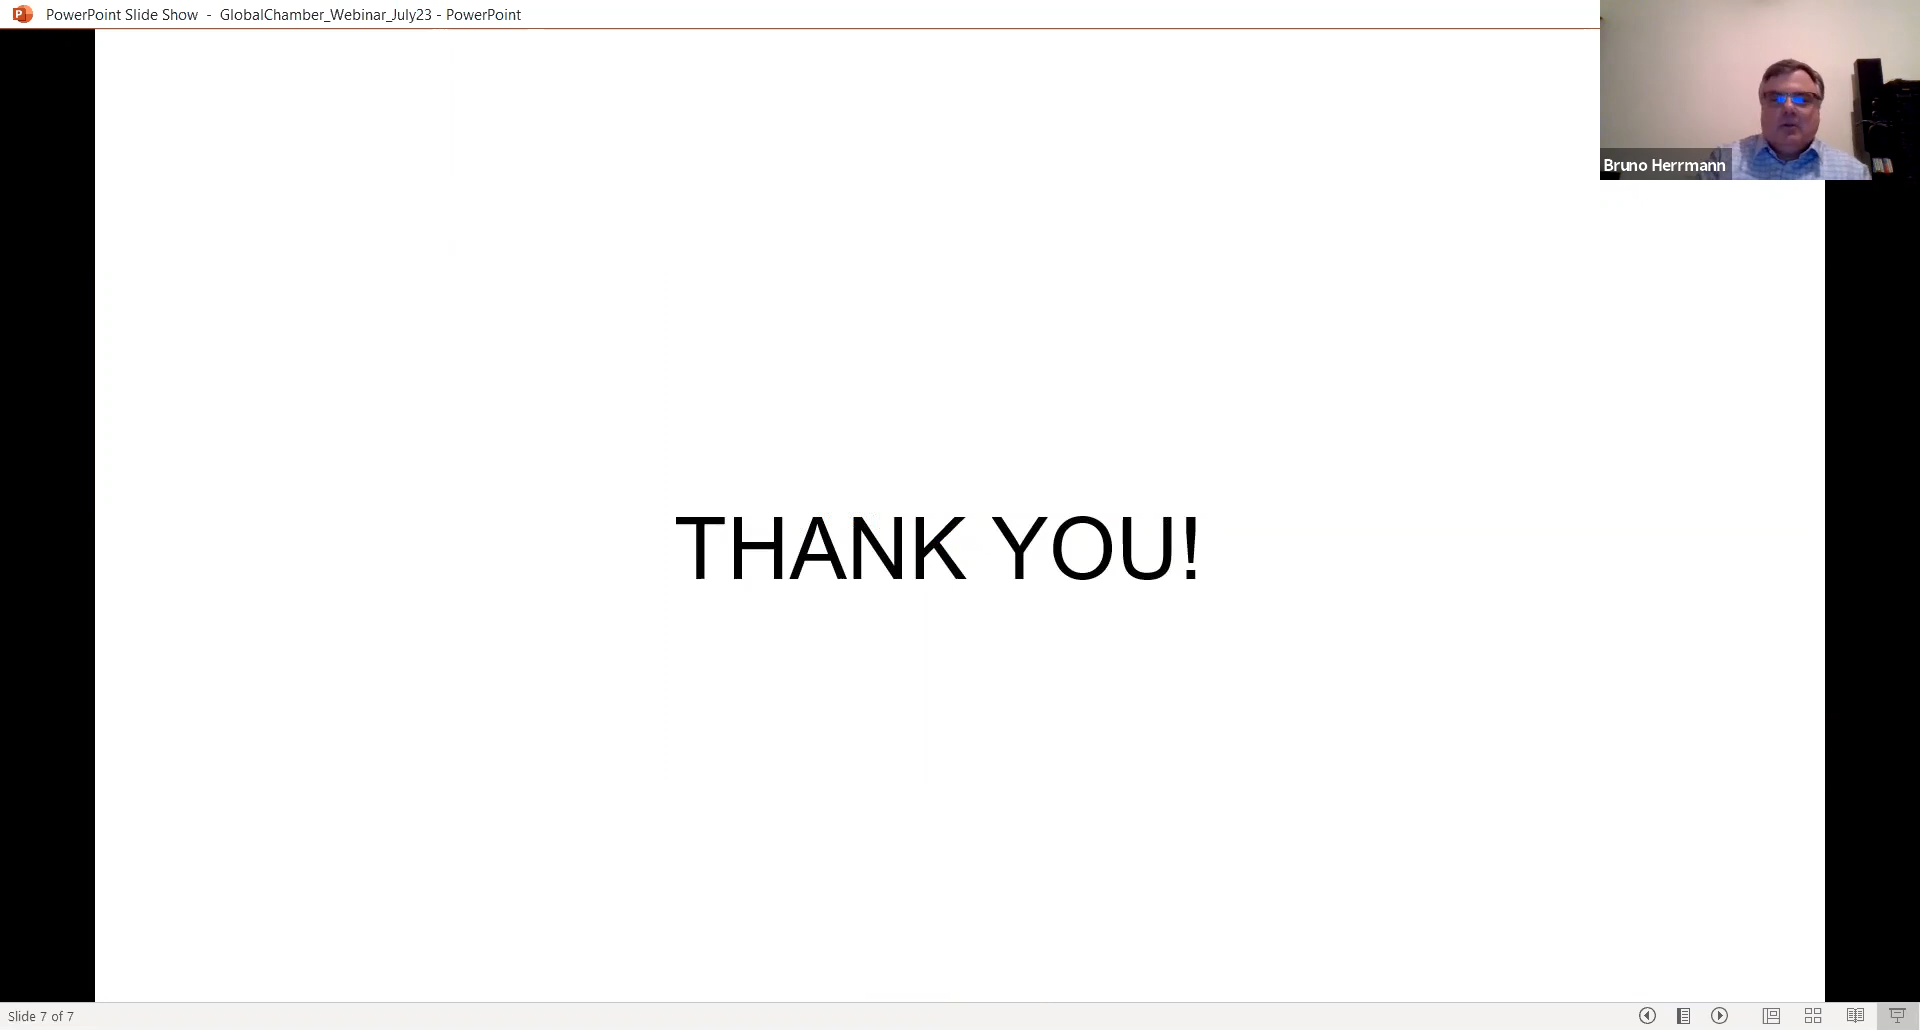 PowerPoint Slide Show - GlobalChamber_Webinar_July23 - PowerPoint
Bruno Herrmann
THANK YOU!
Slide 7 of 7